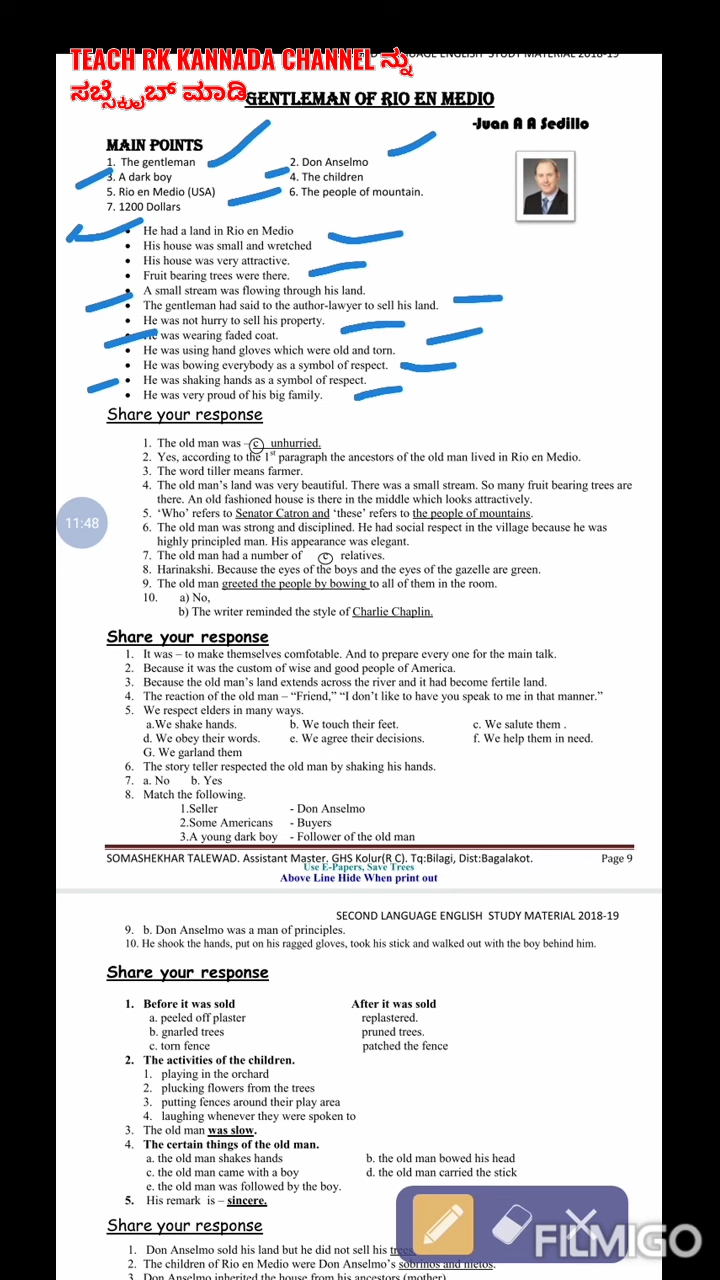 TEACH RK KANNADA CHANNEL ನ್ನು
ಸಬ್ಸ್ಕ್ರೈಬ್ ಮಾಡಿ
LANGUAGE ENGLISH STUDY MATERIAL 2018-19
GENTLEMAN OF RIO EN MEDIO
-Juan A A Sedillo
MAIN POINTS
1. The gentleman 2. Don Anselmo
3. A dark boy 4. The children
5. Rio en Medio (USA) 6. The people of mountain.
7. 1200 Dollars
• He had a land in Rio en Medio
• His house was small and wretched
• His house was very attractive.
• Fruit bearing trees were there.
• A small stream was flowing through his land.
• The gentleman had said to the author-lawyer to sell his land.
• He was not hurry to sell his property.
• He was wearing faded coat.
• He was using hand gloves which were old and torn.
• He was bowing everybody as a symbol of respect.
• He was shaking hands as a symbol of respect.
• He was very proud of his big family.
Share your response
1. The old man was – c unhurried.
2. Yes, according to the 1st paragraph the ancestors of the old man lived in Rio en Medio.
3. The word tiller means farmer.
4. The old man's land was very beautiful. There was a small stream. So many fruit bearing trees are
there. An old fashioned house is there in the middle which looks attractively.
5. 'Who' refers to Senator Catron and 'these' refers to the people of mountains.
6. The old man was strong and disciplined. He had social respect in the village because he was
highly principled man. His appearance was elegant.
7. The old man had a number of c relatives.
8. Harinakshi. Because the eyes of the boys and the eyes of the gazelle are green.
9. The old man greeted the people by bowing to all of them in the room.
10. a) No,
b) The writer reminded the style of Charlie Chaplin.
11:48
Share your response
1. It was – to make themselves comfotable. And to prepare every one for the main talk.
2. Because it was the custom of wise and good people of America.
3. Because the old man's land extends across the river and it had become fertile land.
4. The reaction of the old man – "Friend," "I don't like to have you speak to me in that manner."
5. We respect elders in many ways.
a.We shake hands. b. We touch their feet. c. We salute them .
d. We obey their words. e. We agree their decisions. f. We help them in need.
G. We garland them
6. The story teller respected the old man by shaking his hands.
7. a. No b. Yes
8. Match the following.
1.Seller - Don Anselmo
2.Some Americans - Buyers
3.A young dark boy - Follower of the old man
SOMASHEKHAR TALEWAD. Assistant Master. GHS Kolur(R C). Tq:Bilagi, Dist:Bagalakot. Page 9
Use E-Papers, Save Trees
Above Line Hide When print out
SECOND LANGUAGE ENGLISH STUDY MATERIAL 2018-19
9. b. Don Anselmo was a man of principles.
10. He shook the hands, put on his ragged gloves, took his stick and walked out with the boy behind him.
Share your response
1. Before it was sold After it was sold
a. peeled off plaster replastered.
b. gnarled trees pruned trees.
c. torn fence patched the fence
2. The activities of the children.
1. playing in the orchard
2. plucking flowers from the trees
3. putting fences around their play area
4. laughing whenever they were spoken to
3. The old man was slow.
4. The certain things of the old man.
a. the old man shakes hands b. the old man bowed his head
c. the old man came with a boy d. the old man carried the stick
e. the old man was followed by the boy.
5. His remark is – sincere.
Share your response
1. Don Anselmo sold his land but he did not sell his trees.
2. The children of Rio en Medio were Don Anselmo's sobrinos and nietos.
3. Don Anselmo inherited the house from his ancestors (mother)
FILMIGO